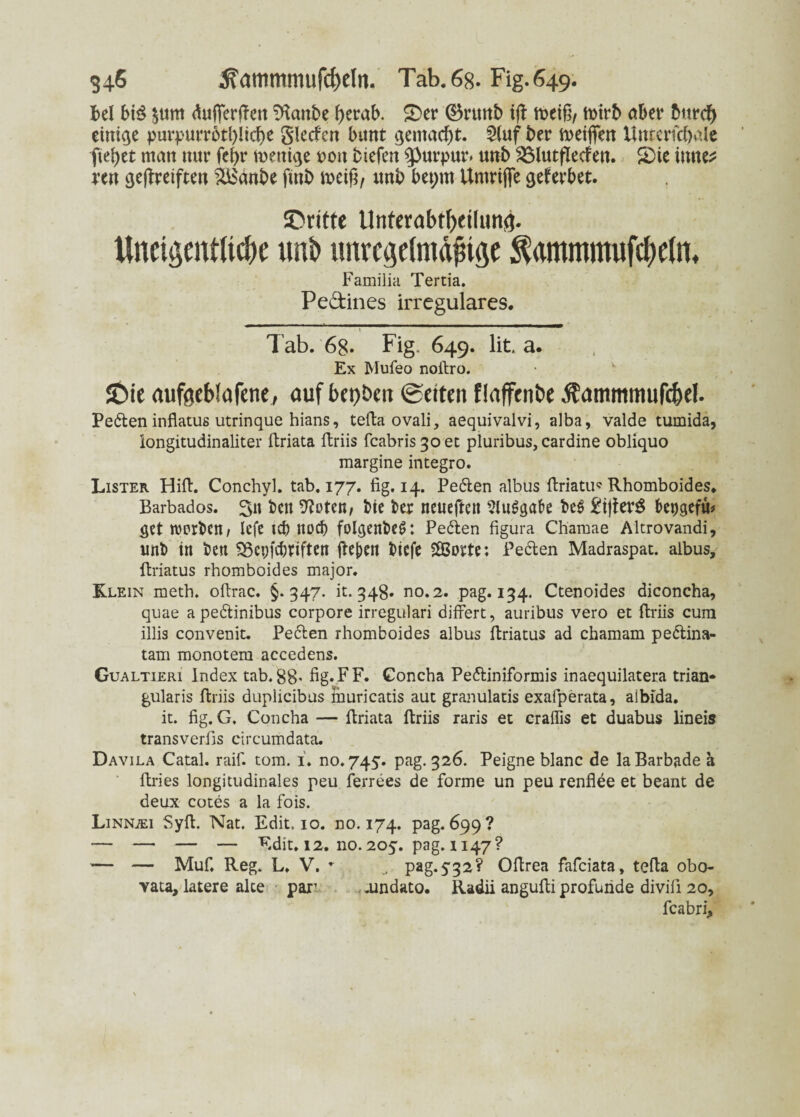 346 Kammmuscheln. Tab. 68. Fig. 649.
bel bis zum äussersten Rande herab. Der Grund ist weiß, wird aber durch
einige purpurröthliche Flecken bunt gemacht. Auf der weissen Unterschale
siehet man nur sehr wenige von diesen Purpur- und Blutflecken. Die inne-
ren gestreiften Wände sind weiß, und beym Umrisse gekerbet.
Dritte Unterabtheilung.
Uneigentliche und unregelmäßige Kammmuscheln.
Familia Tertia.
Pectines irregulares.
Tab. 68. Fig. 649. lit. a.
Ex Museo nostro.
Die aufgeblasene, auf beyden Seiten klaffende Kammmuschel.
Pecten inflatus utrinque hians, testa ovali, aequivalvi, alba, valde tumida,
longitudinaliter striata striis scabris 30 et pluribus, cardine obliquo
margine integro.
LISTER Hist. Conchyl. tab. 177. fig. 14. Pecten albus striatus Rhomboides.
Barbados. In den Noten, die der neuesten Ausgabe des Listers beygefü-
get worden, lese ich noch folgendes: Pecten figura Chamae Altrovandi,
und in den Beyschriften stehen diese Worte: Pecten Madraspat. albus,
striatus rhomboides major.
KLEIN meth. ostrac. §. 347. it. 348. no. 2. pag. 134. Ctenoides diconcha,
quae a pectinibus corpore irregulari differt, auribus vero et striis cum
illis convenit. Pecten rhomboides albus striatus ad chamam pectina-
tam monotem accedens.
GUALTIERI Index tab. 88. fig. FF. Concha Pectiniformis inaequilatera trian-
gularis striis duplicibus muricatis aut granulatis exasperata, albida.
it. fig. G. Concha — striata striis raris et crassis et duabus lineis
transversis circumdata.
DAVILA Catal. rais. tom. 1. no. 745. pag. 326. Peigne blanc de la Barbade à
stries longitudinales peu serrées de forme un peu renflée et beant de
deux cotés a la fois.
LINNÆI Syst. Nat. Edit. 10. no. 174. pag. 699?
— — — — Edit. 12. no. 205. pag. 1147?
— — Mus. Reg. L. V. pag. 532? Ostrea fasciata, testa obo-
vata, latere alte Radii angusti profunde divisi 20,
scabri,